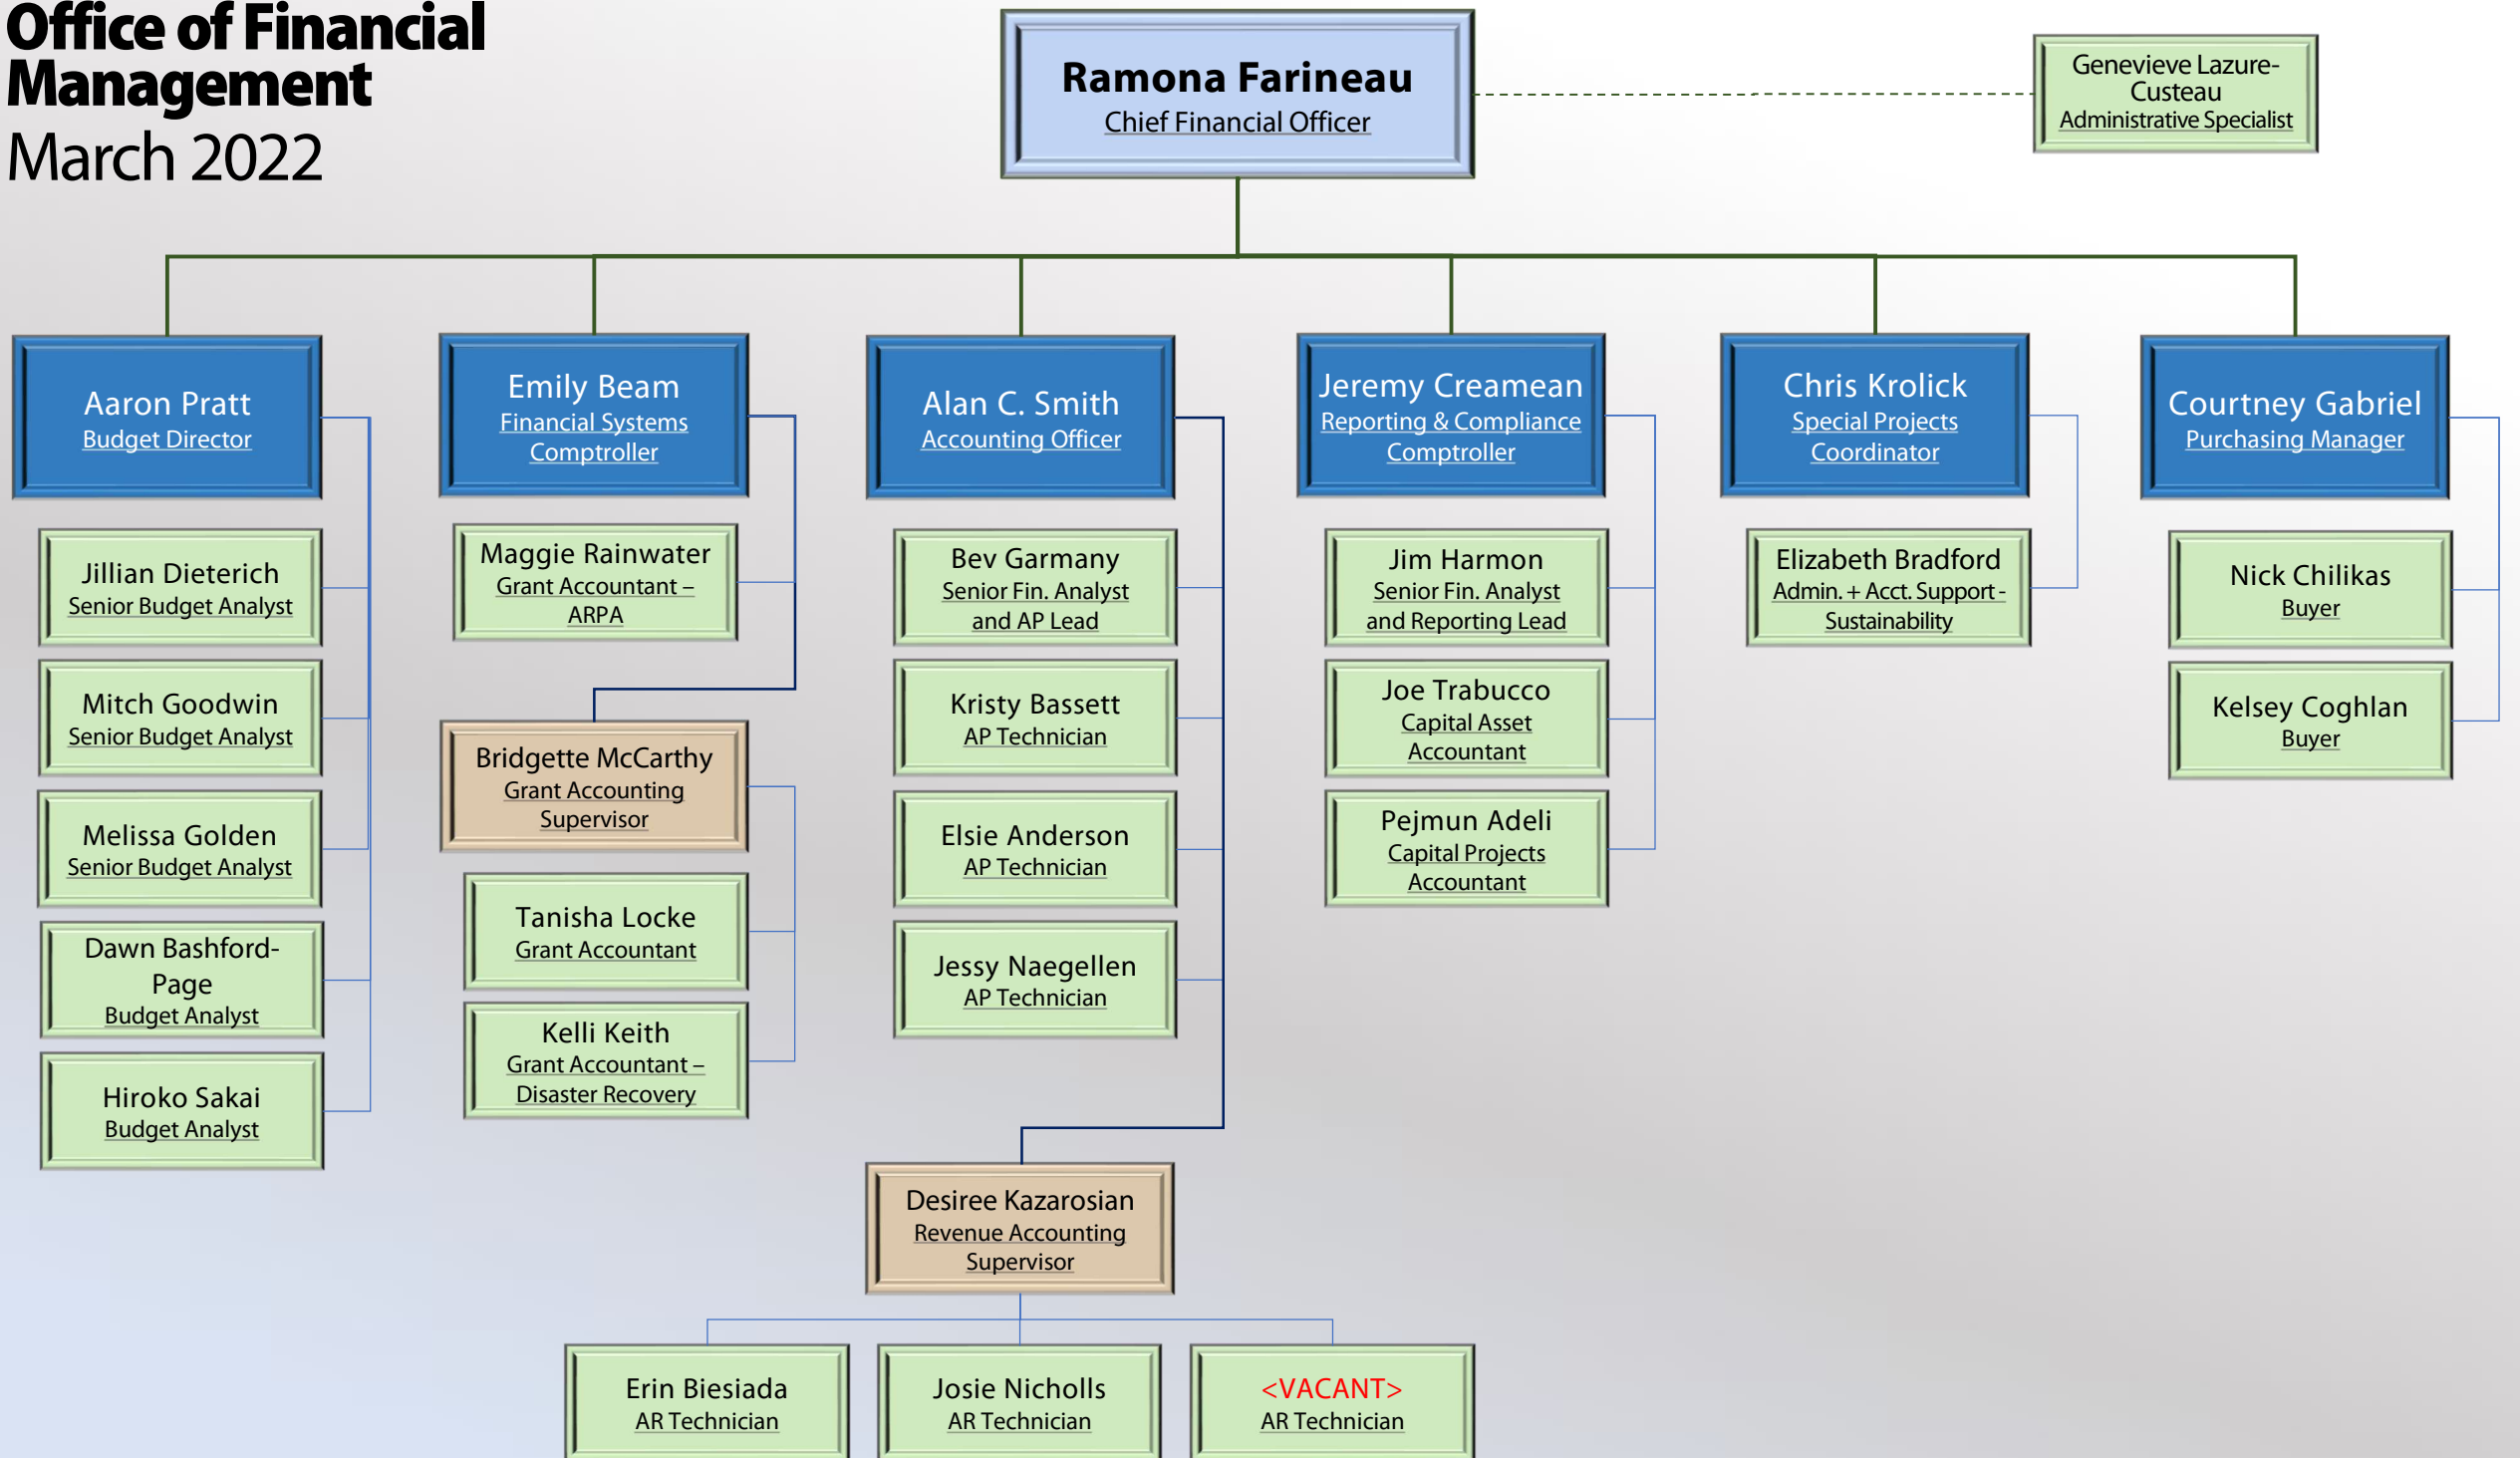 Office of Financial
Management
March 2022
Ramona Farineau
Chief Financial Officer
Genevieve Lazure-
Custeau
Administrative Specialist
Aaron Pratt
Budget Director
Jillian Dieterich
Senior Budget Analyst
Mitch Goodwin
Senior Budget Analyst
Melissa Golden
Senior Budget Analyst
Dawn Bashford-
Page
Budget Analyst
Hiroko Sakai
Budget Analyst
Emily Beam
Financial Systems
Comptroller
Maggie Rainwater
Grant Accountant –
ARPA
Bridgette McCarthy
Grant Accounting
Supervisor
Tanisha Locke
Grant Accountant
Kelli Keith
Grant Accountant –
Disaster Recovery
Alan C. Smith
Accounting Officer
Bev Garmany
Senior Fin. Analyst
and AP Lead
Kristy Bassett
AP Technician
Elsie Anderson
AP Technician
Jessy Naegellen
AP Technician
Desiree Kazarosian
Revenue Accounting
Supervisor
Erin Biesiada
AR Technician
Josie Nicholls
AR Technician
<VACANT>
AR Technician
Jeremy Creamean
Reporting & Compliance
Comptroller
Jim Harmon
Senior Fin. Analyst
and Reporting Lead
Joe Trabucco
Capital Asset
Accountant
Pejmun Adeli
Capital Projects
Accountant
Chris Krolick
Special Projects
Coordinator
Elizabeth Bradford
Admin. + Acct. Support -
Sustainability
Courtney Gabriel
Purchasing Manager
Nick Chilikas
Buyer
Kelsey Coghlan
Buyer